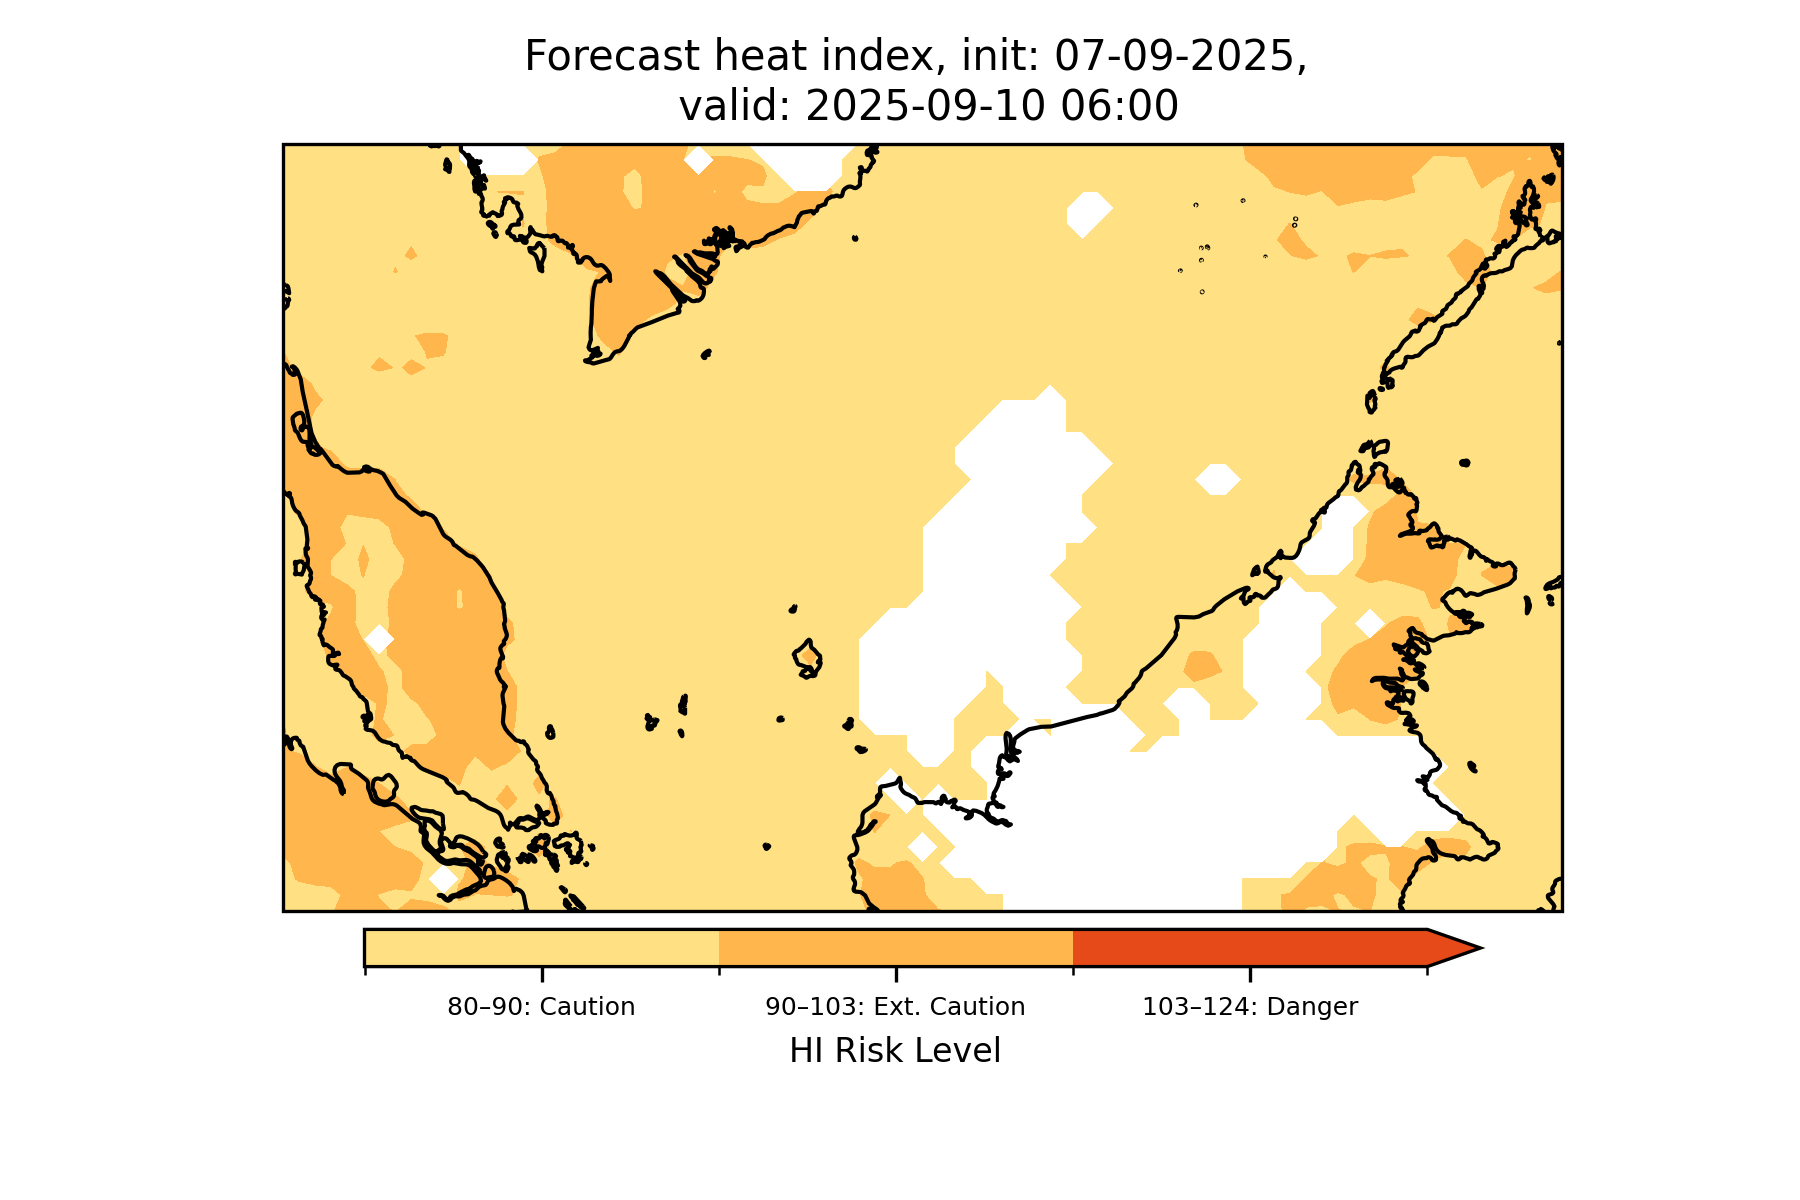 Forecast heat index, init: 07-09-2025,
valid: 2025-09-10 06:00
80–90: Caution
90–103: Ext. Caution
103–124: Danger
HI Risk Level